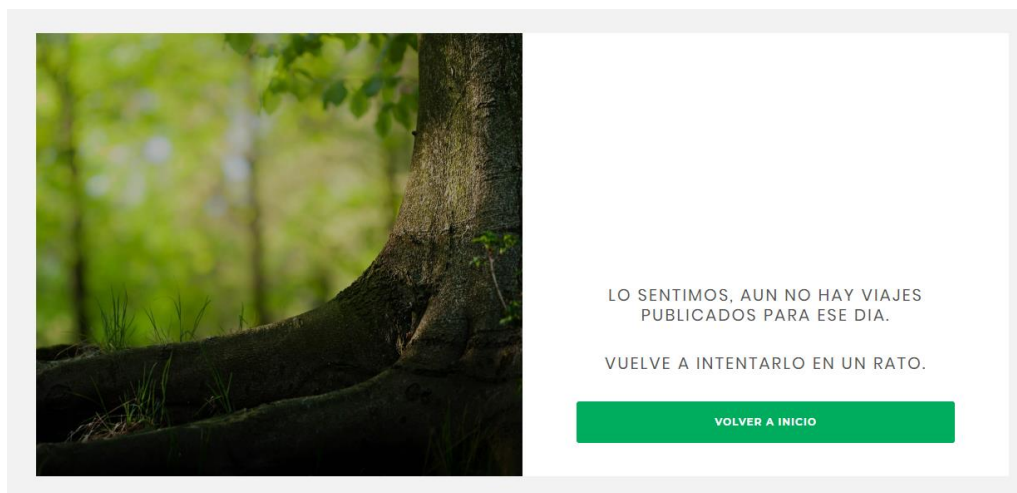 LO SENTIMOS, AUN NO HAY VIAJES
PUBLICADOS PARA ESE DIA.
VUELVE A INTENTARLO EN UN RATO.
VOLVER A INICIO